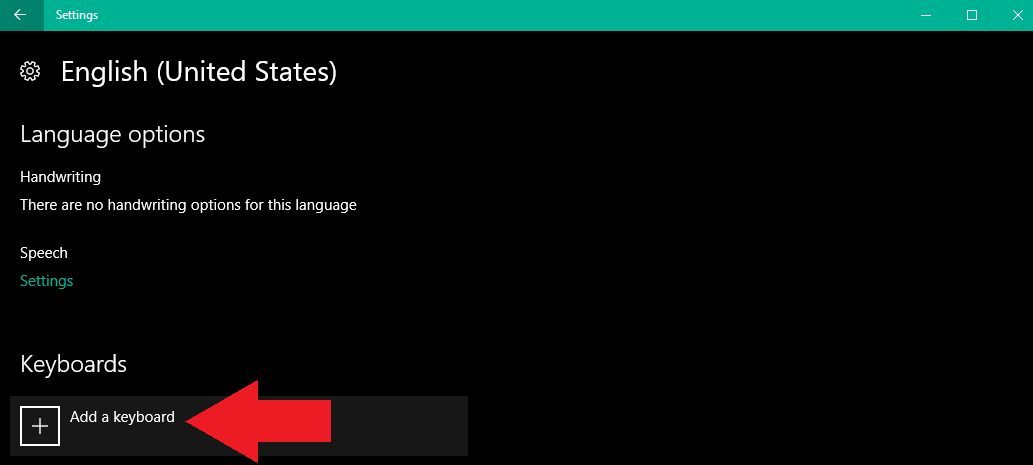 Settings
English (United States)
Language options
Handwriting
There are no handwriting options for this language
Speech
Settings
Keyboards
Add a keyboard